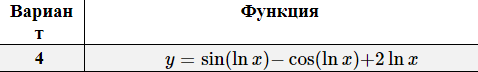 Вариан Функция
т
4 y = sin(ln x)− cos(ln x)+2 ln x